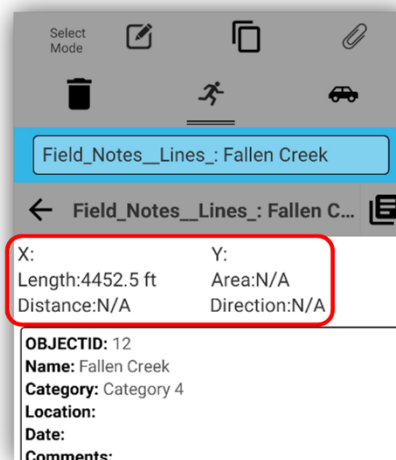 Select
Mode
Field_Notes__Lines_: Fallen Creek
Field_Notes__Lines_: Fallen C...
X: Y:
Length:4452.5 ft Area:N/A
Distance:N/A Direction:N/A
OBJECTID: 12
Name: Fallen Creek
Category: Category 4
Location:
Date:
Comments: